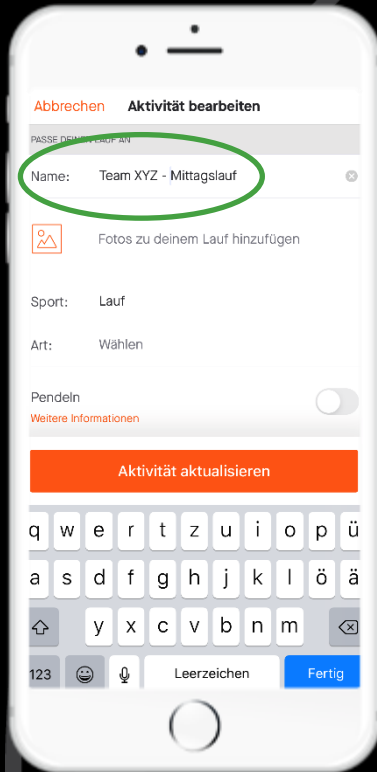 Abbrechen Aktivität bearbeiten
PASSE DEINEN LAUF AN
Name: Team XYZ - Mittagslauf
Fotos zu deinem Lauf hinzufügen
Sport: Lauf
Art: Wählen
Pendeln
Weitere Informationen
Aktivität aktualisieren
q w e r t z u i o p ü
a s d f g h j k l ö ä
y x c v b n m
123 Leerzeichen Fertig